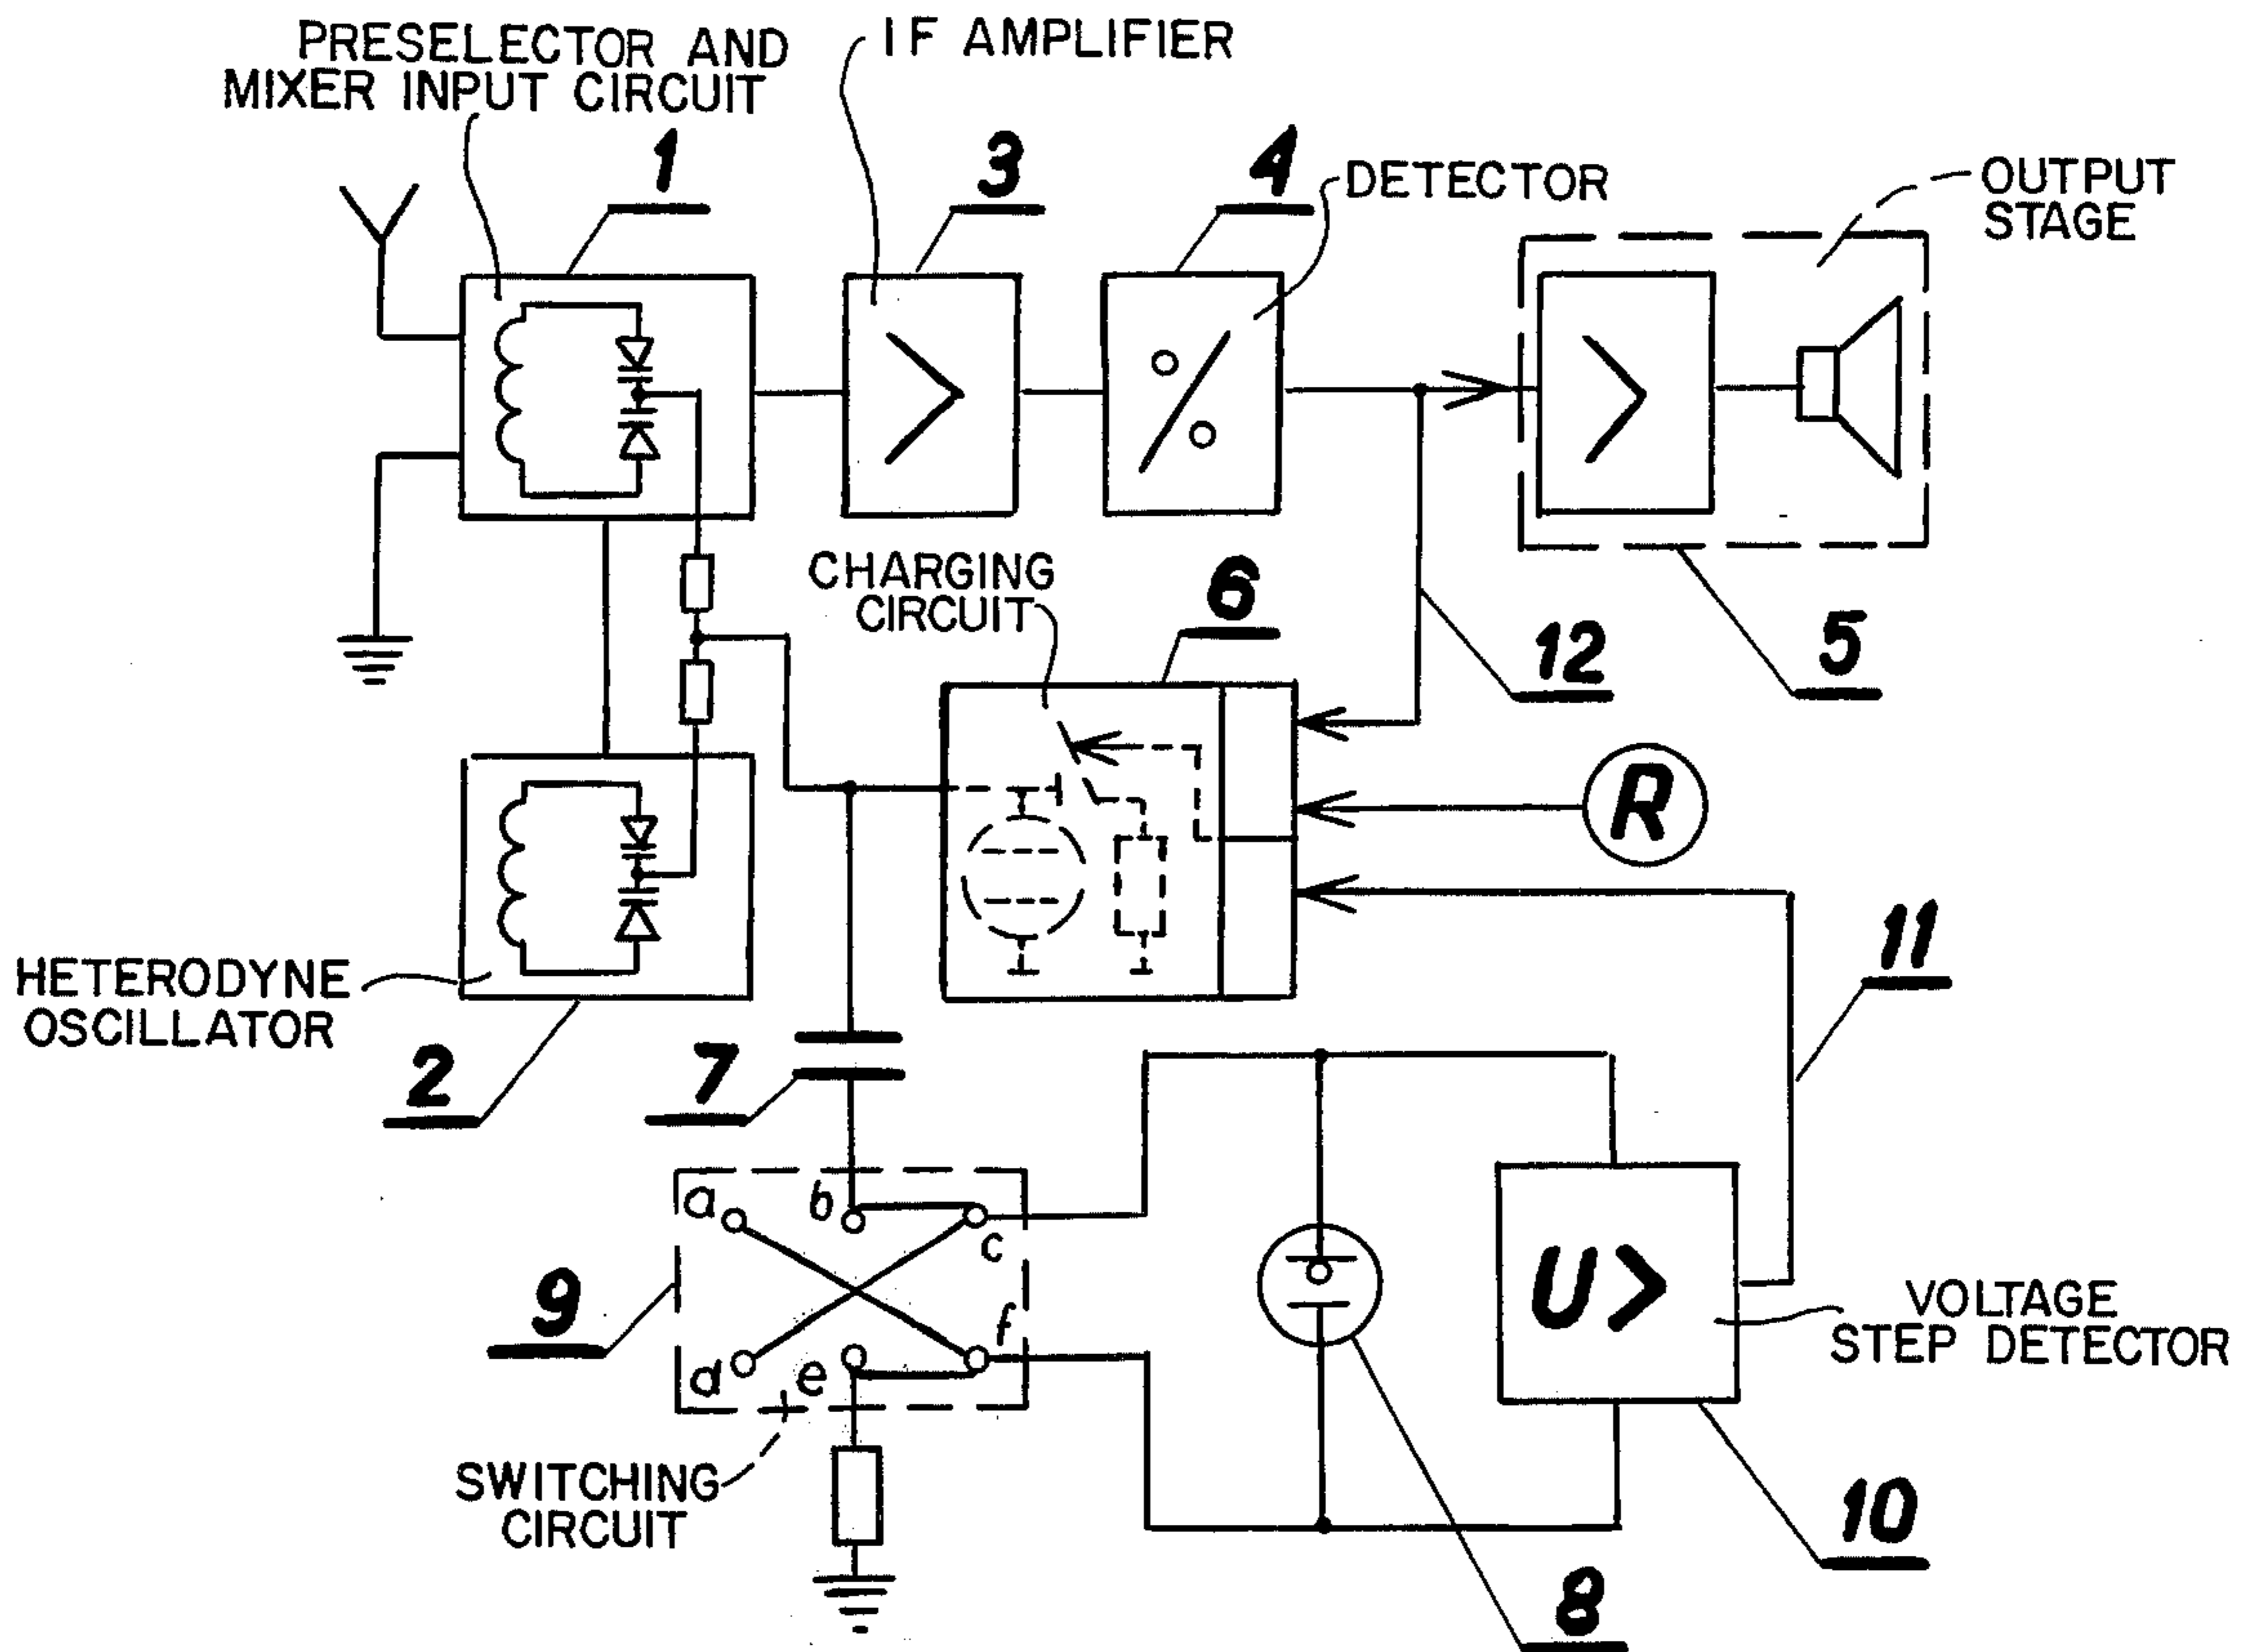 PRESELECTOR AND
MIXER INPUT CIRCUIT
IF AMPLIFIER
1
3
4
DETECTOR
OUTPUT
STAGE
CHARGING
CIRCUIT
6
12
5
R
HETERODYNE
OSCILLATOR
2
7
11
a
b
c
d
e
f
9
U>
VOLTAGE
STEP DETECTOR
SWITCHING
CIRCUIT
10
8